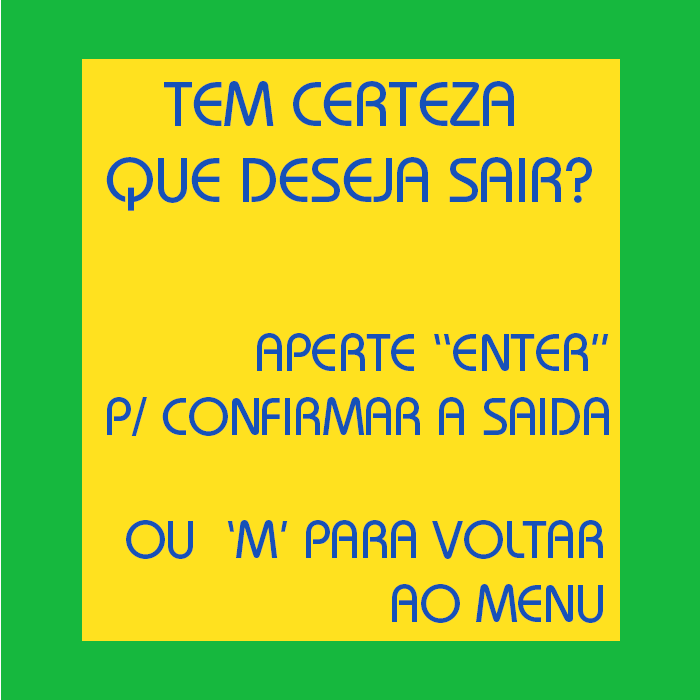 TEM CERTEZA
QUE DESEJA SAIR?
APERTE "ENTER"
P/ CONFIRMAR A SAIDA
OU 'M' PARA VOLTAR
AO MENU